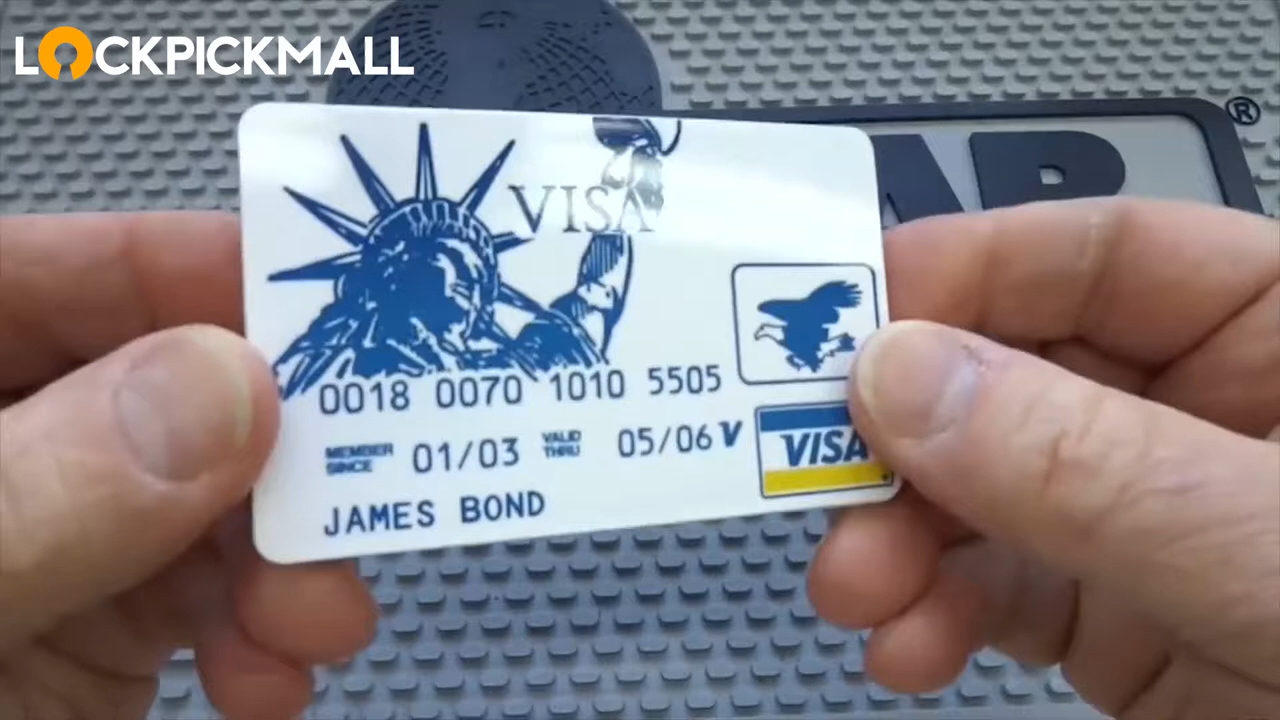 LOCKPICKMALL
®
VISA
0018 0070 1010 5505
MEMBER SINCE 01/03 VALID THRU 05/06 V
VISA
JAMES BOND